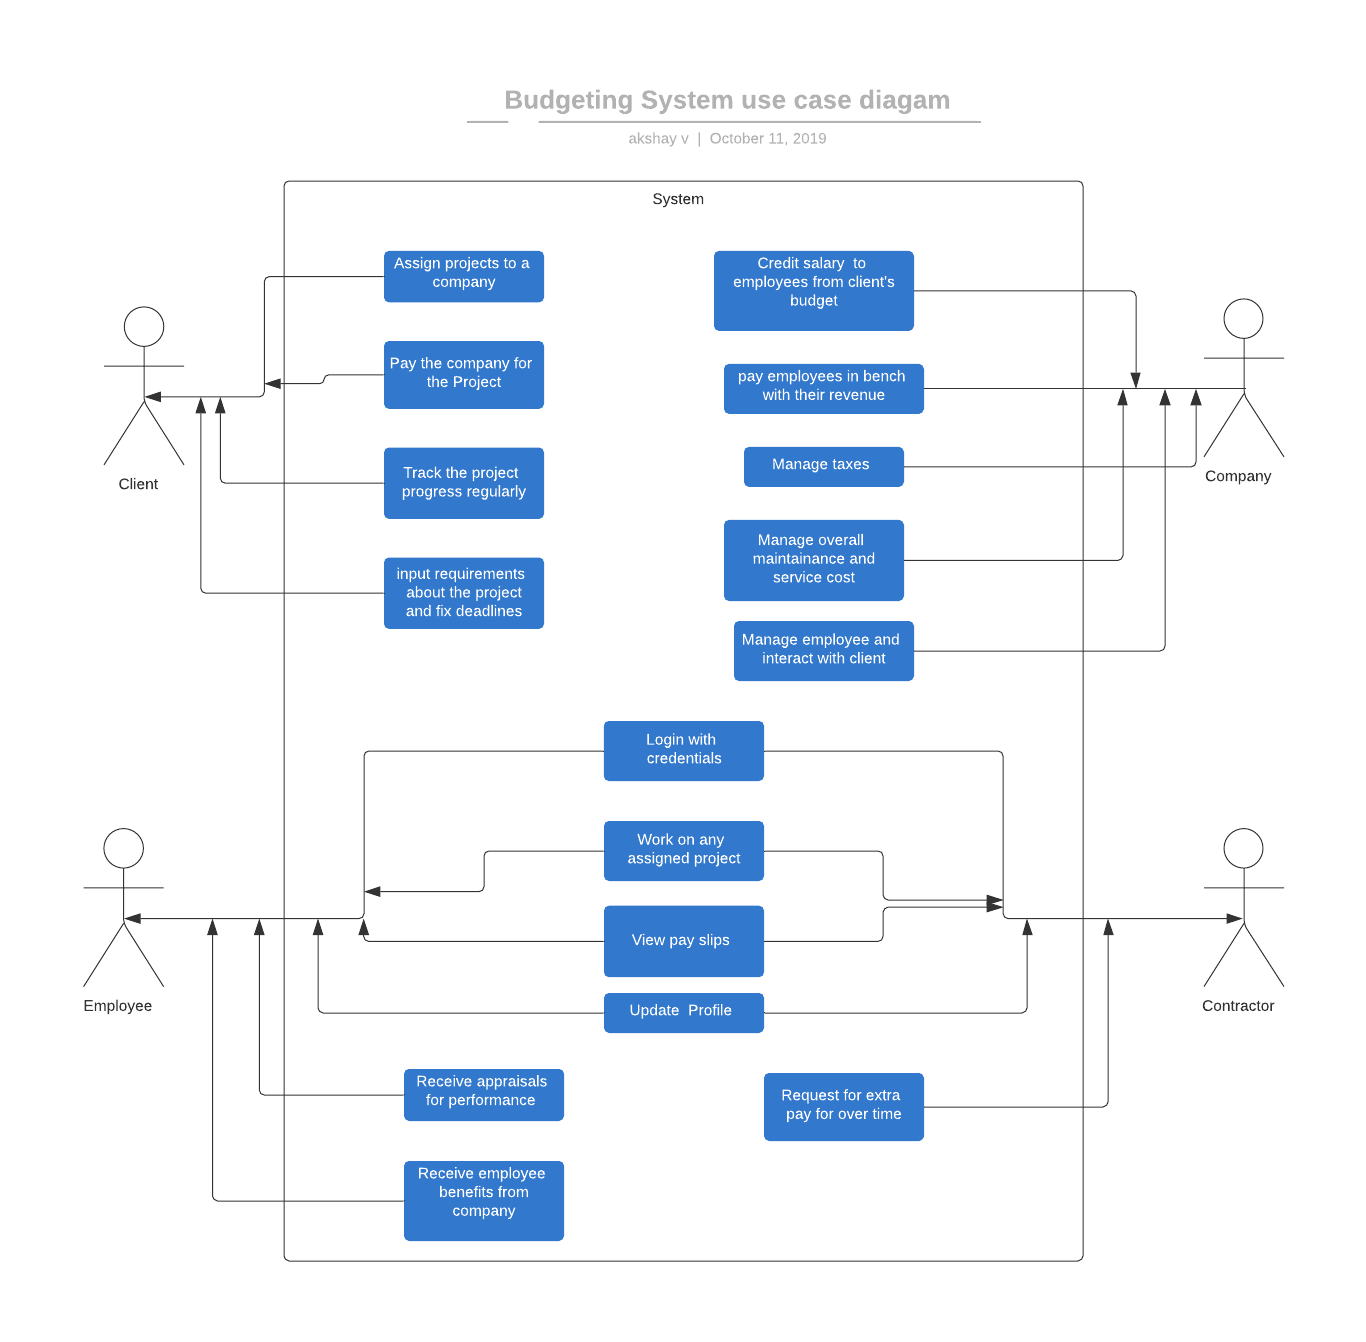 Budgeting System use case diagam
akshay v | October 11, 2019
System
Assign projects to a
company
Pay the company for
the Project
Track the project
progress regularly
input requirements
about the project
and fix deadlines
Client
Credit salary  to
employees from client's
budget
pay employees in bench
with their revenue
Manage taxes
Manage overall
maintainance and
service cost
Manage employee and
interact with client
Company
Login with
credentials
Work on any
assigned project
View pay slips
Update  Profile
Employee
Contractor
Receive appraisals
for performance
Request for extra
pay for over time
Receive employee
benefits from
company